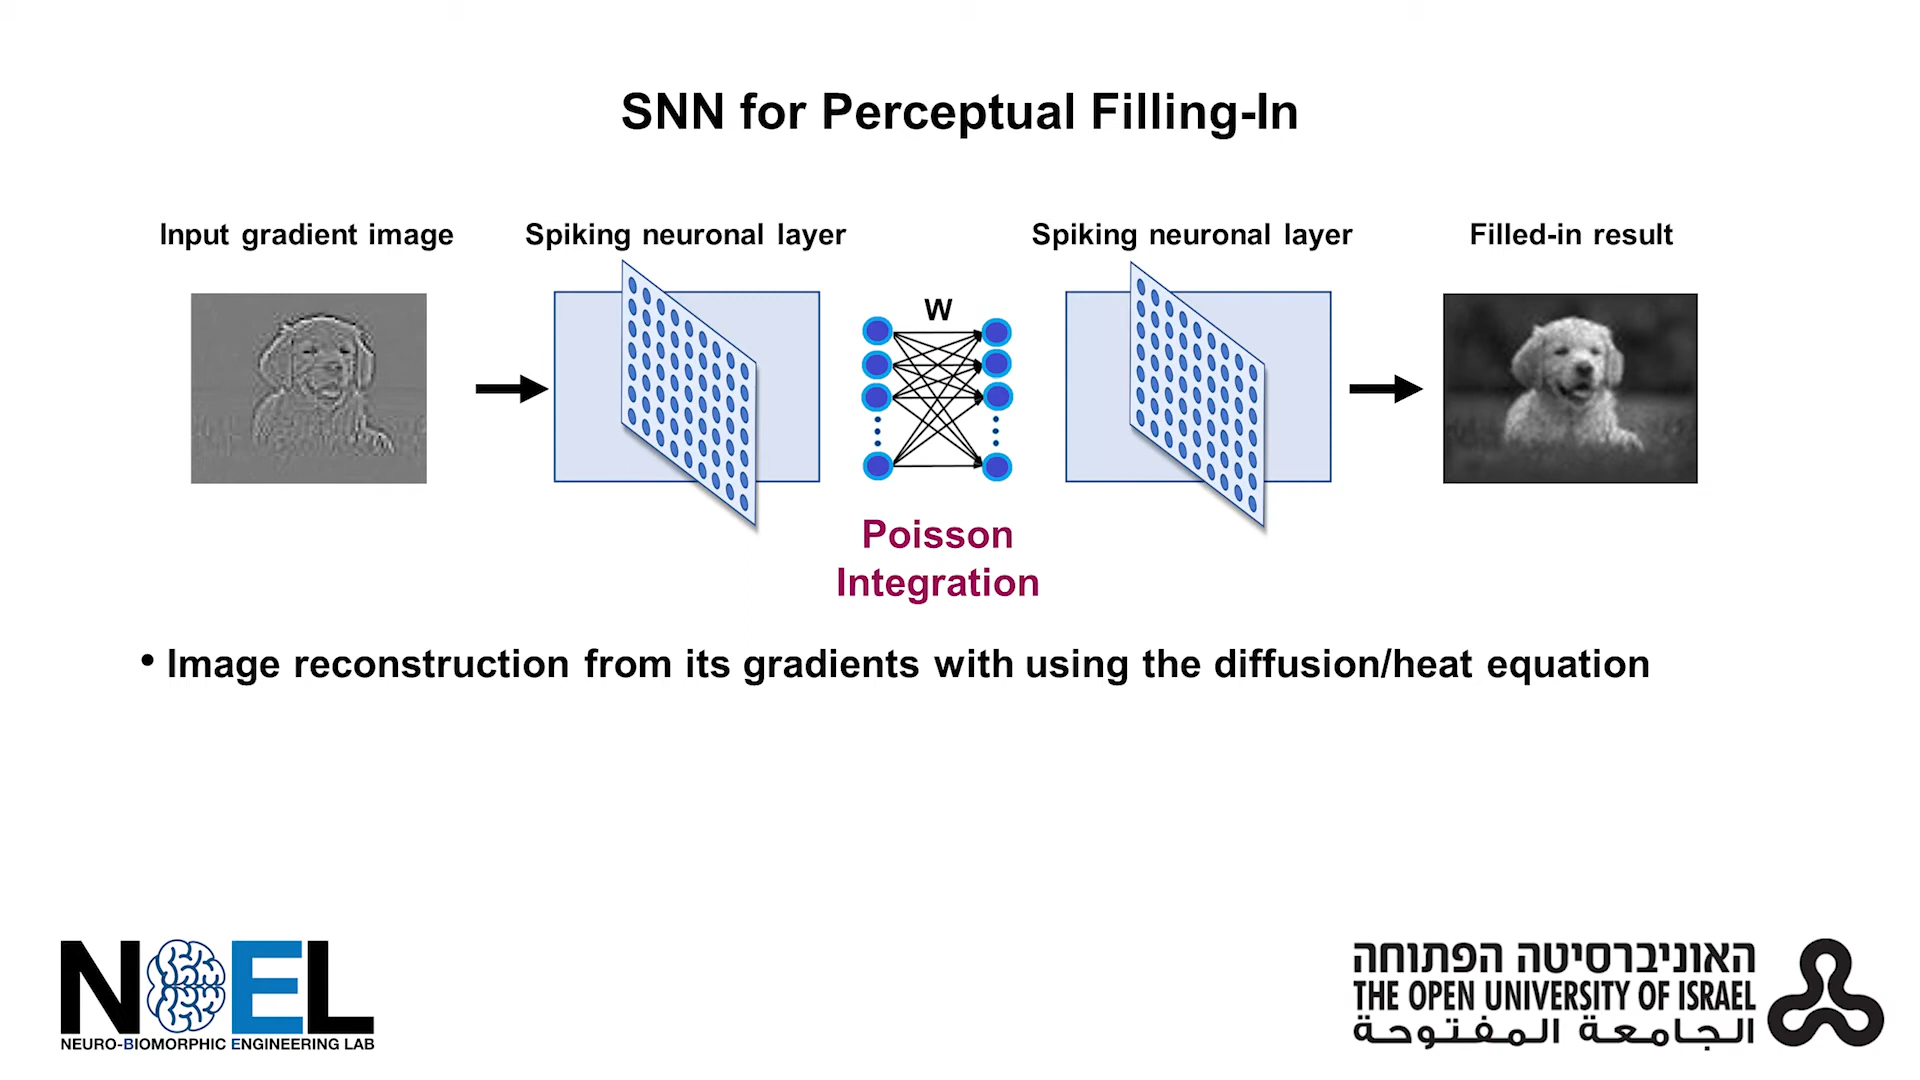 SNN for Perceptual Filling-In
Input gradient image
Spiking neuronal layer
Spiking neuronal layer
Filled-in result
W
Poisson
Integration
• Image reconstruction from its gradients with using the diffusion/heat equation
NOEL
NEURO-BIOMORPHIC ENGINEERING LAB
האוניברסיטה הפתוחה
THE OPEN UNIVERSITY OF ISRAEL
الجامعة المفتوحة